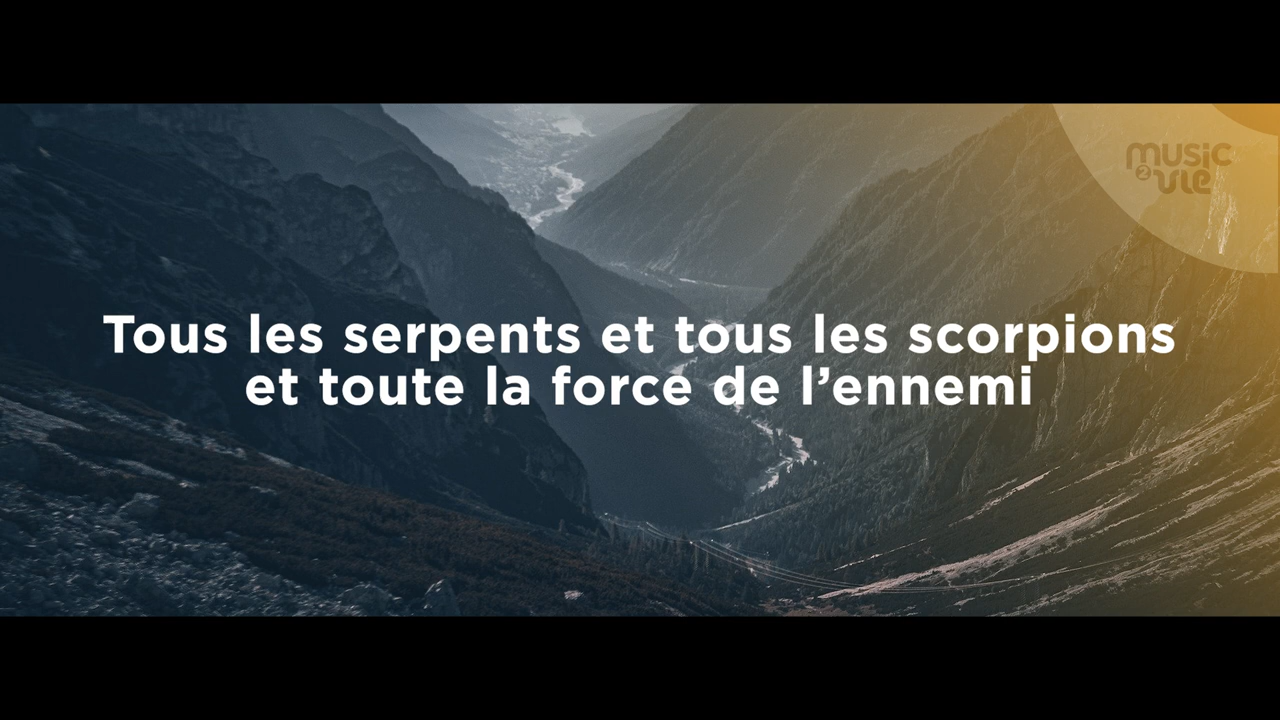 music
2 vie
Tous les serpents et tous les scorpions
et toute la force de l’ennemi